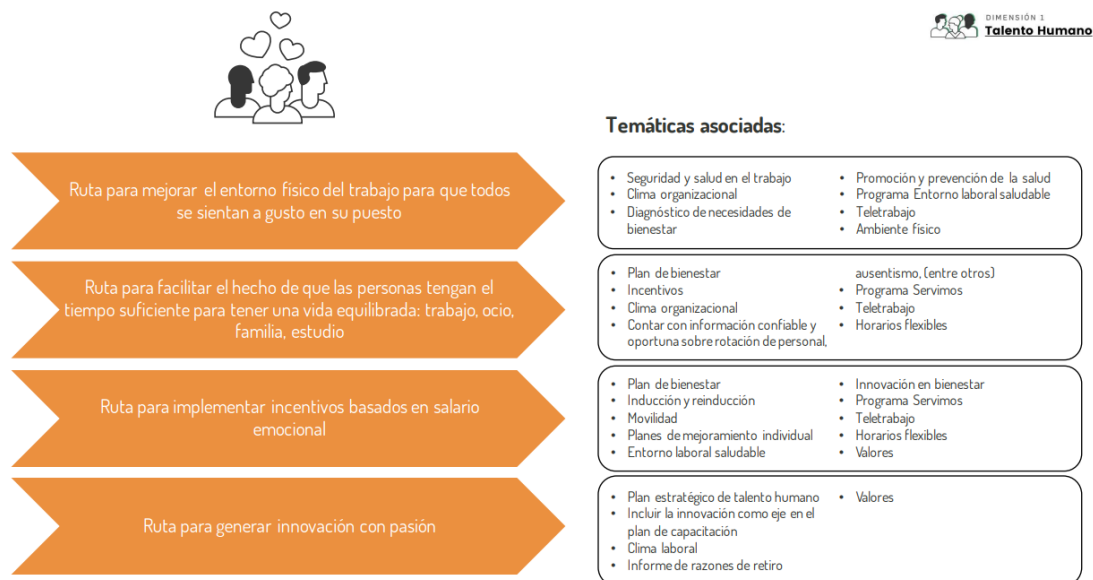 DIMENSIÓN 1
Talento Humano
Temáticas asociadas:
Ruta para mejorar el entorno físico del trabajo para que todos
se sientan a gusto en su puesto
• Seguridad y salud en el trabajo
• Clima organizacional
• Diagnóstico de necesidades de
bienestar
• Promoción y prevención de la salud
• Programa Entorno laboral saludable
• Teletrabajo
• Ambiente físico
Ruta para facilitar el hecho de que las personas tengan el
tiempo suficiente para tener una vida equilibrada: trabajo, ocio,
familia, estudio
• Plan de bienestar
• Incentivos
• Clima organizacional
• Contar con información confiable y
oportuna sobre rotación de personal,
ausentismo, (entre otros)
• Programa Servimos
• Teletrabajo
• Horarios flexibles
Ruta para implementar incentivos basados en salario
emocional
• Plan de bienestar
• Inducción y reinducción
• Movilidad
• Planes de mejoramiento individual
• Entorno laboral saludable
• Innovación en bienestar
• Programa Servimos
• Teletrabajo
• Horarios flexibles
• Valores
Ruta para generar innovación con pasión
• Plan estratégico de talento humano
• Incluir la innovación como eje en el
plan de capacitación
• Clima laboral
• Informe de razones de retiro
• Valores